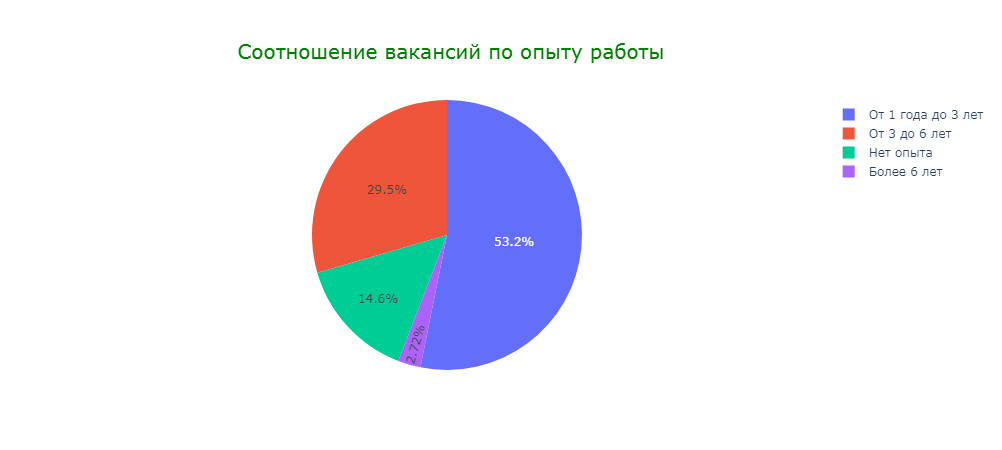 Соотношение вакансий по опыту работы
От 1 года до 3 лет
От 3 до 6 лет
Нет опыта
Более 6 лет
29.5%
53.2%
14.6%
2.72%